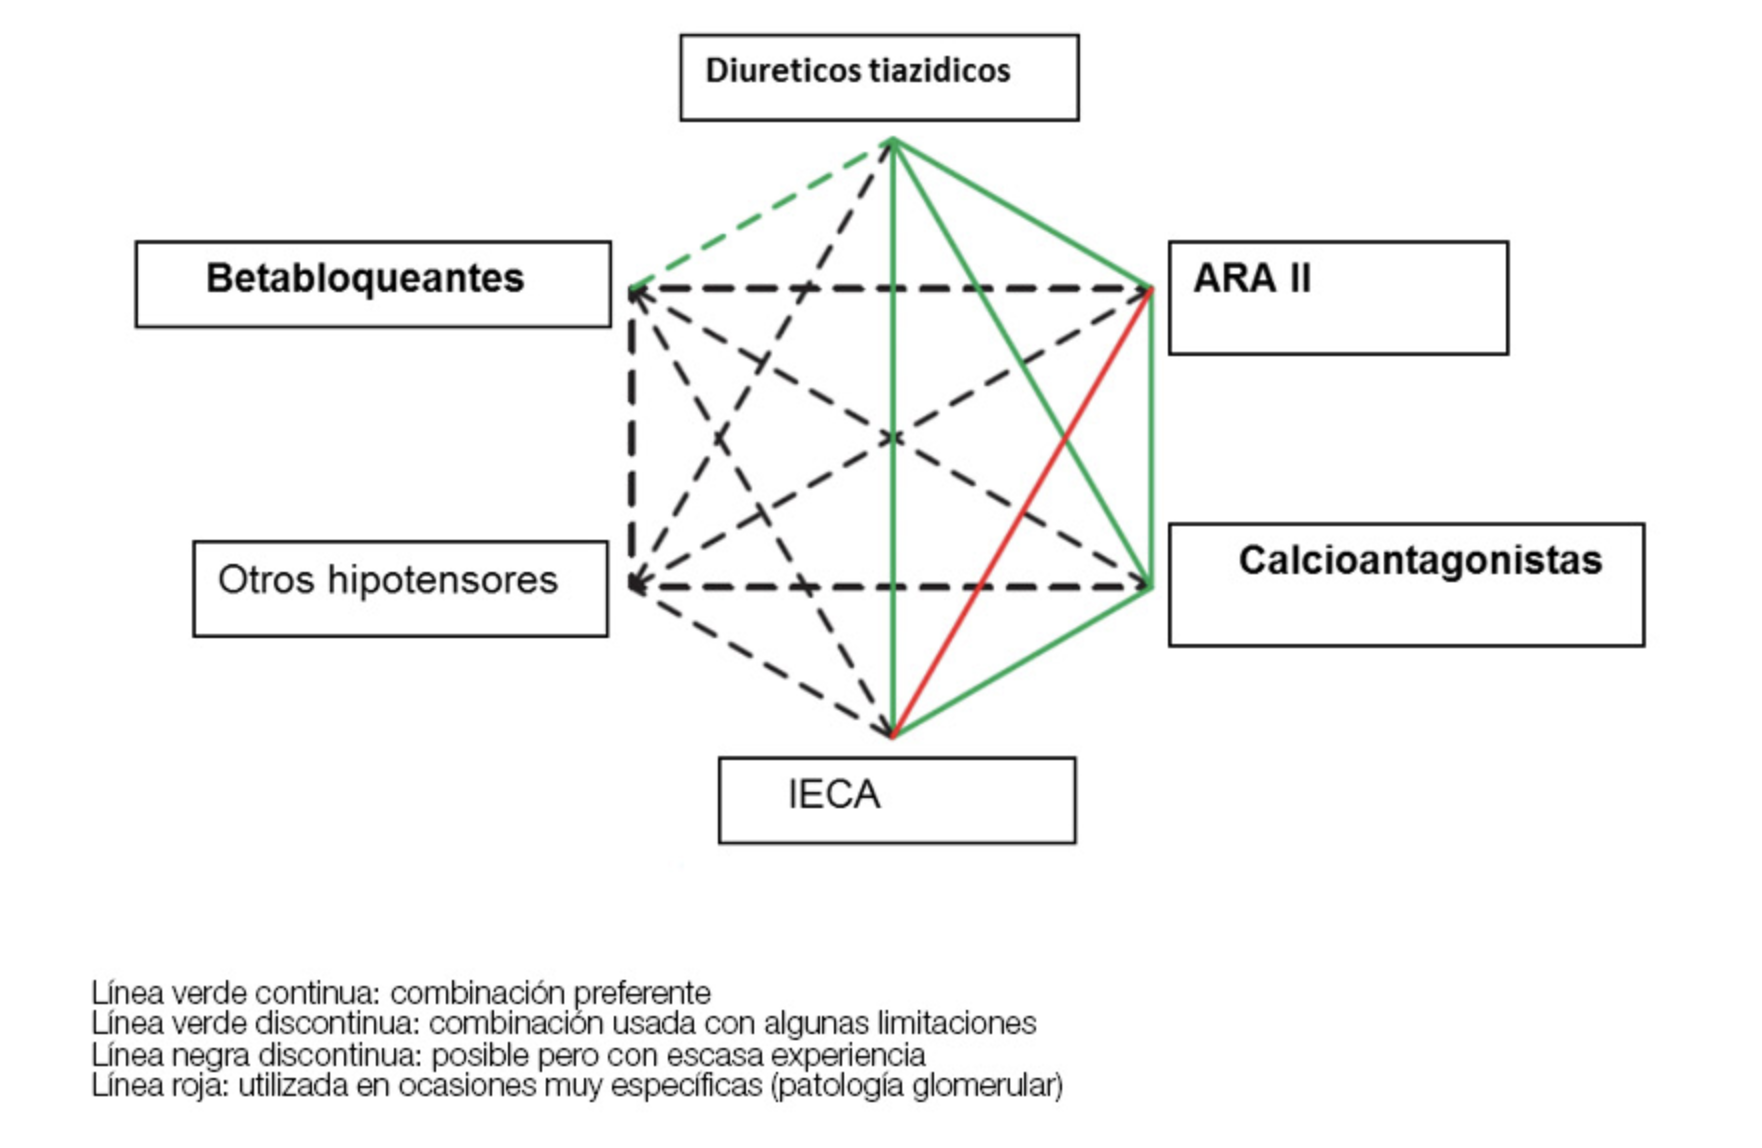 Diureticos tiazidicos
Betabloqueantes
ARA II
Otros hipotensores
Calcioantagonistas
IECA
Línea verde continua: combinación preferente
Línea verde discontinua: combinación usada con algunas limitaciones
Línea negra discontinua: posible pero con escasa experiencia
Línea roja: utilizada en ocasiones muy específicas (patología glomerular)